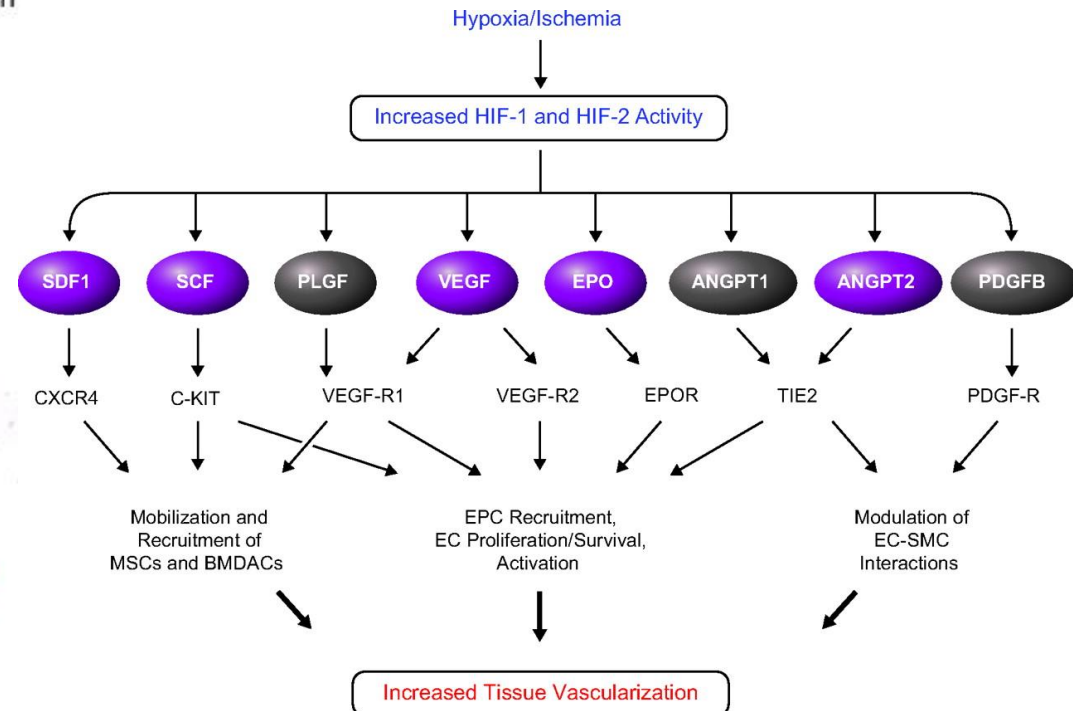 Hypoxia/Ischemia
Increased HIF-1 and HIF-2 Activity
SDF1
SCF
PLGF
VEGF
EPO
ANGPT1
ANGPT2
PDGFB
CXCR4
C-KIT
VEGF-R1
VEGF-R2
EPOR
TIE2
PDGF-R
Mobilization and
Recruitment of
MSCs and BMDACs
EPC Recruitment,
EC Proliferation/Survival,
Activation
Modulation of
EC-SMC
Interactions
Increased Tissue Vascularization